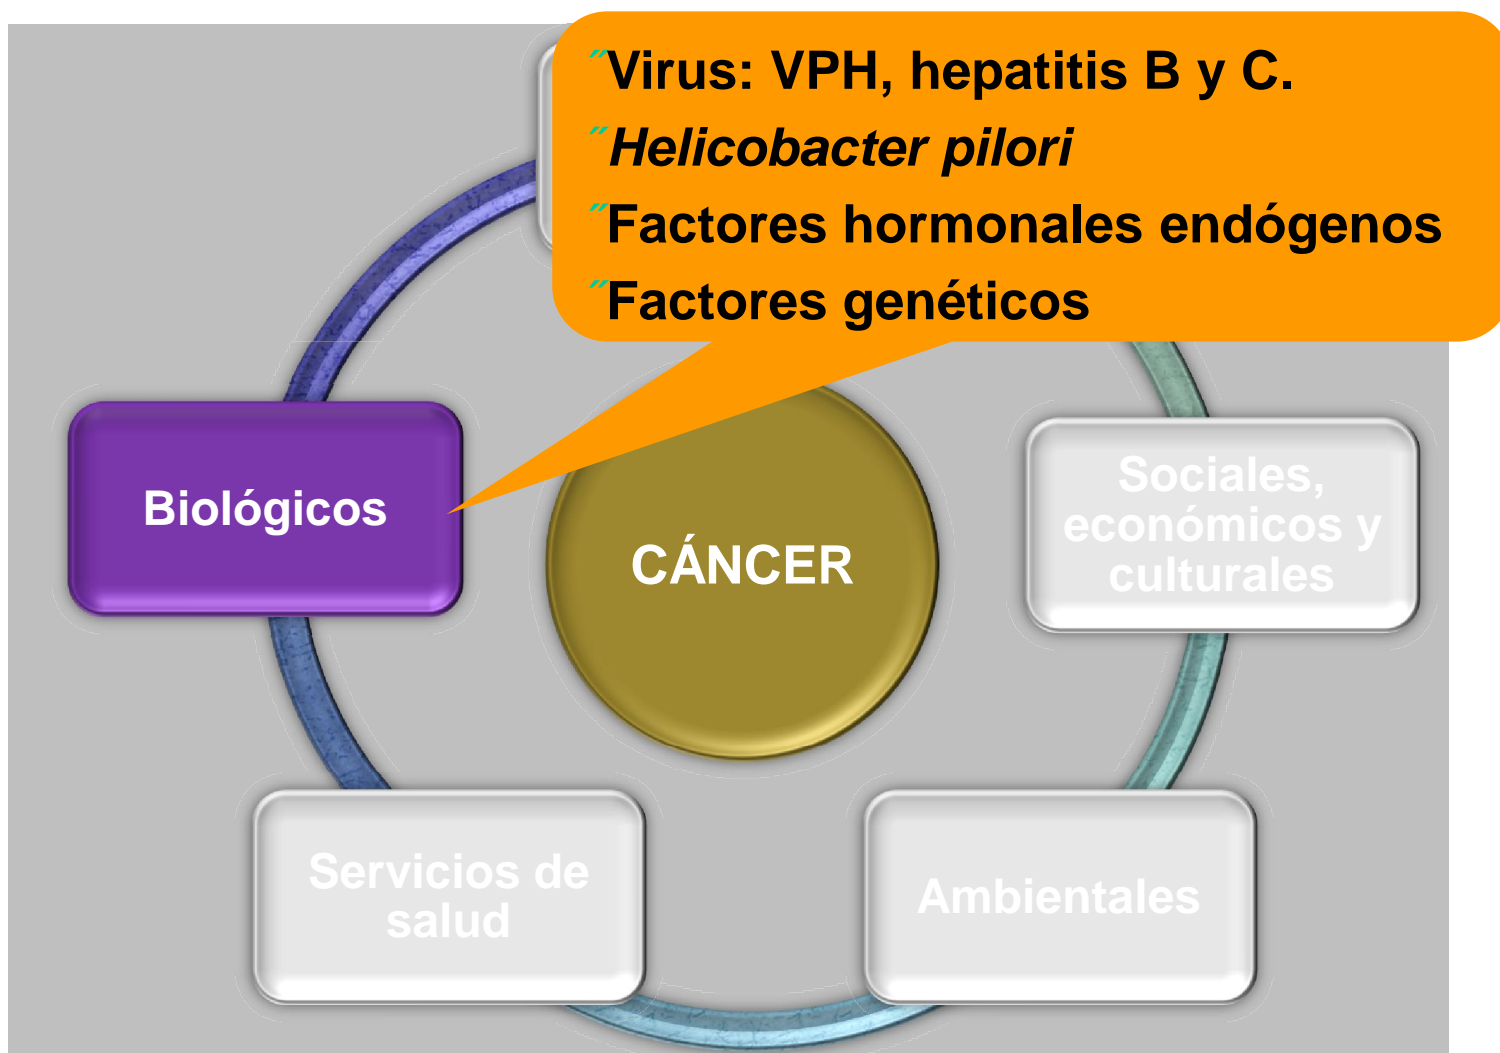 ˝Virus: VPH, hepatitis B y C.
˝Helicobacter pilori
˝Factores hormonales endógenos
˝Factores genéticos
Biológicos
CÁNCER
Sociales,
económicos y
culturales
Servicios de
salud
Ambientales